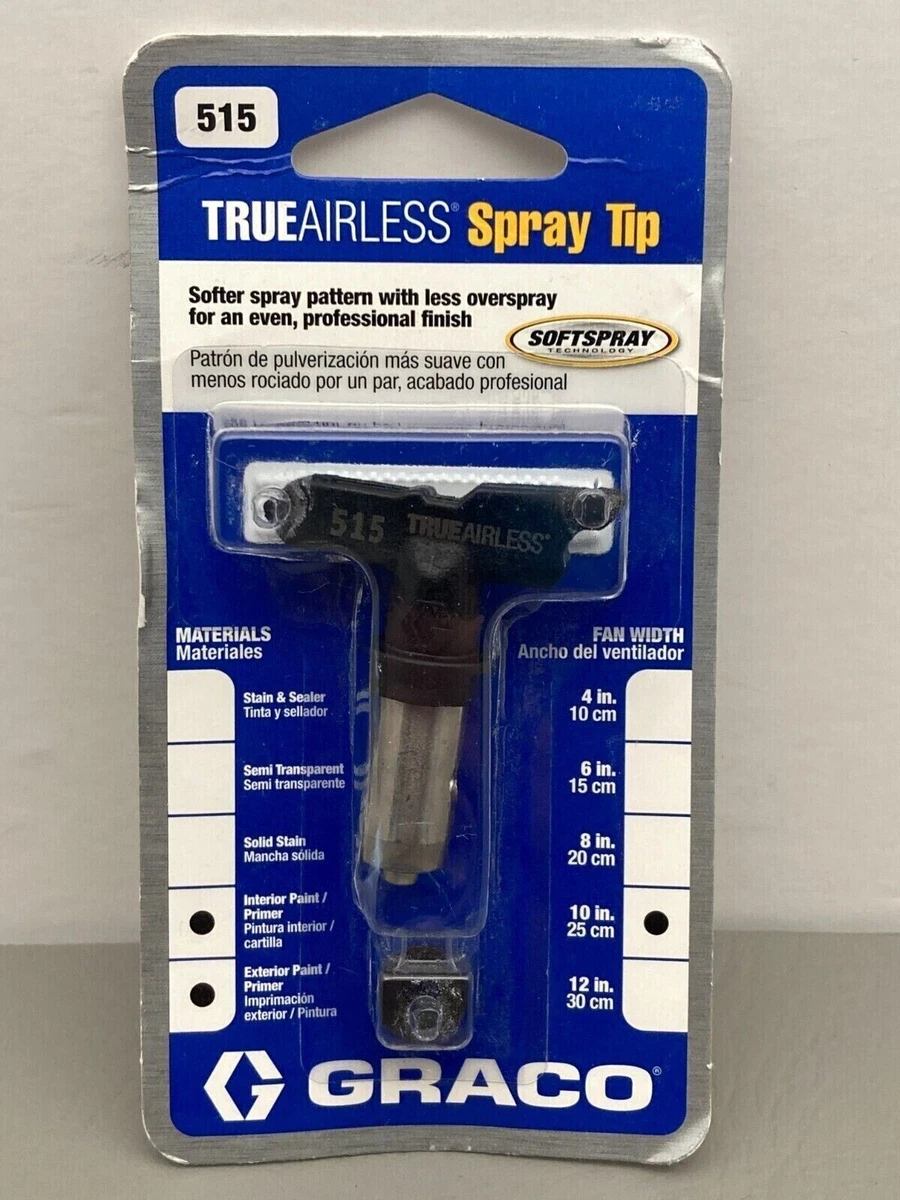 515
TRUEAIRLESS® Spray Tip
Softer spray pattern with less overspray
for an even, professional finish
SOFTSPRAY
TECHNOLOGY
Patrón de pulverización más suave con
menos rociado por un par, acabado profesional
515 TRUEAIRLESS®
MATERIALS
Materiales
FAN WIDTH
Ancho del ventilador
Stain & Sealer
Tinta y sellador
4 in.
10 cm
Semi Transparent
Semi transparente
6 in.
15 cm
Solid Stain
Mancha sólida
8 in.
20 cm
Interior Paint /
Primer
Pintura interior /
cartilla
10 in.
25 cm
Exterior Paint /
Primer
Imprimación
exterior / Pintura
12 in.
30 cm
GRACO®